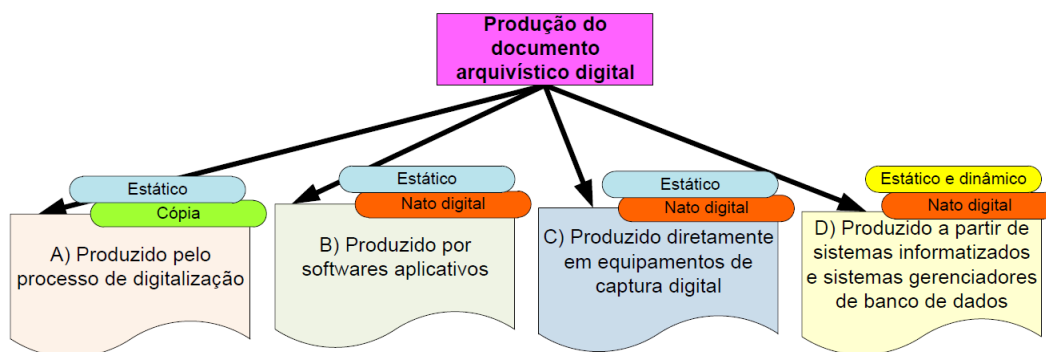 Produção do
documento
arquivístico digital
Estático
Cópia
A) Produzido pelo
processo de digitalização
Estático
Nato digital
B) Produzido por
softwares aplicativos
Estático
Nato digital
C) Produzido diretamente
em equipamentos de
captura digital
Estático e dinâmico
Nato digital
D) Produzido a partir de
sistemas informatizados
e sistemas gerenciadores
de banco de dados